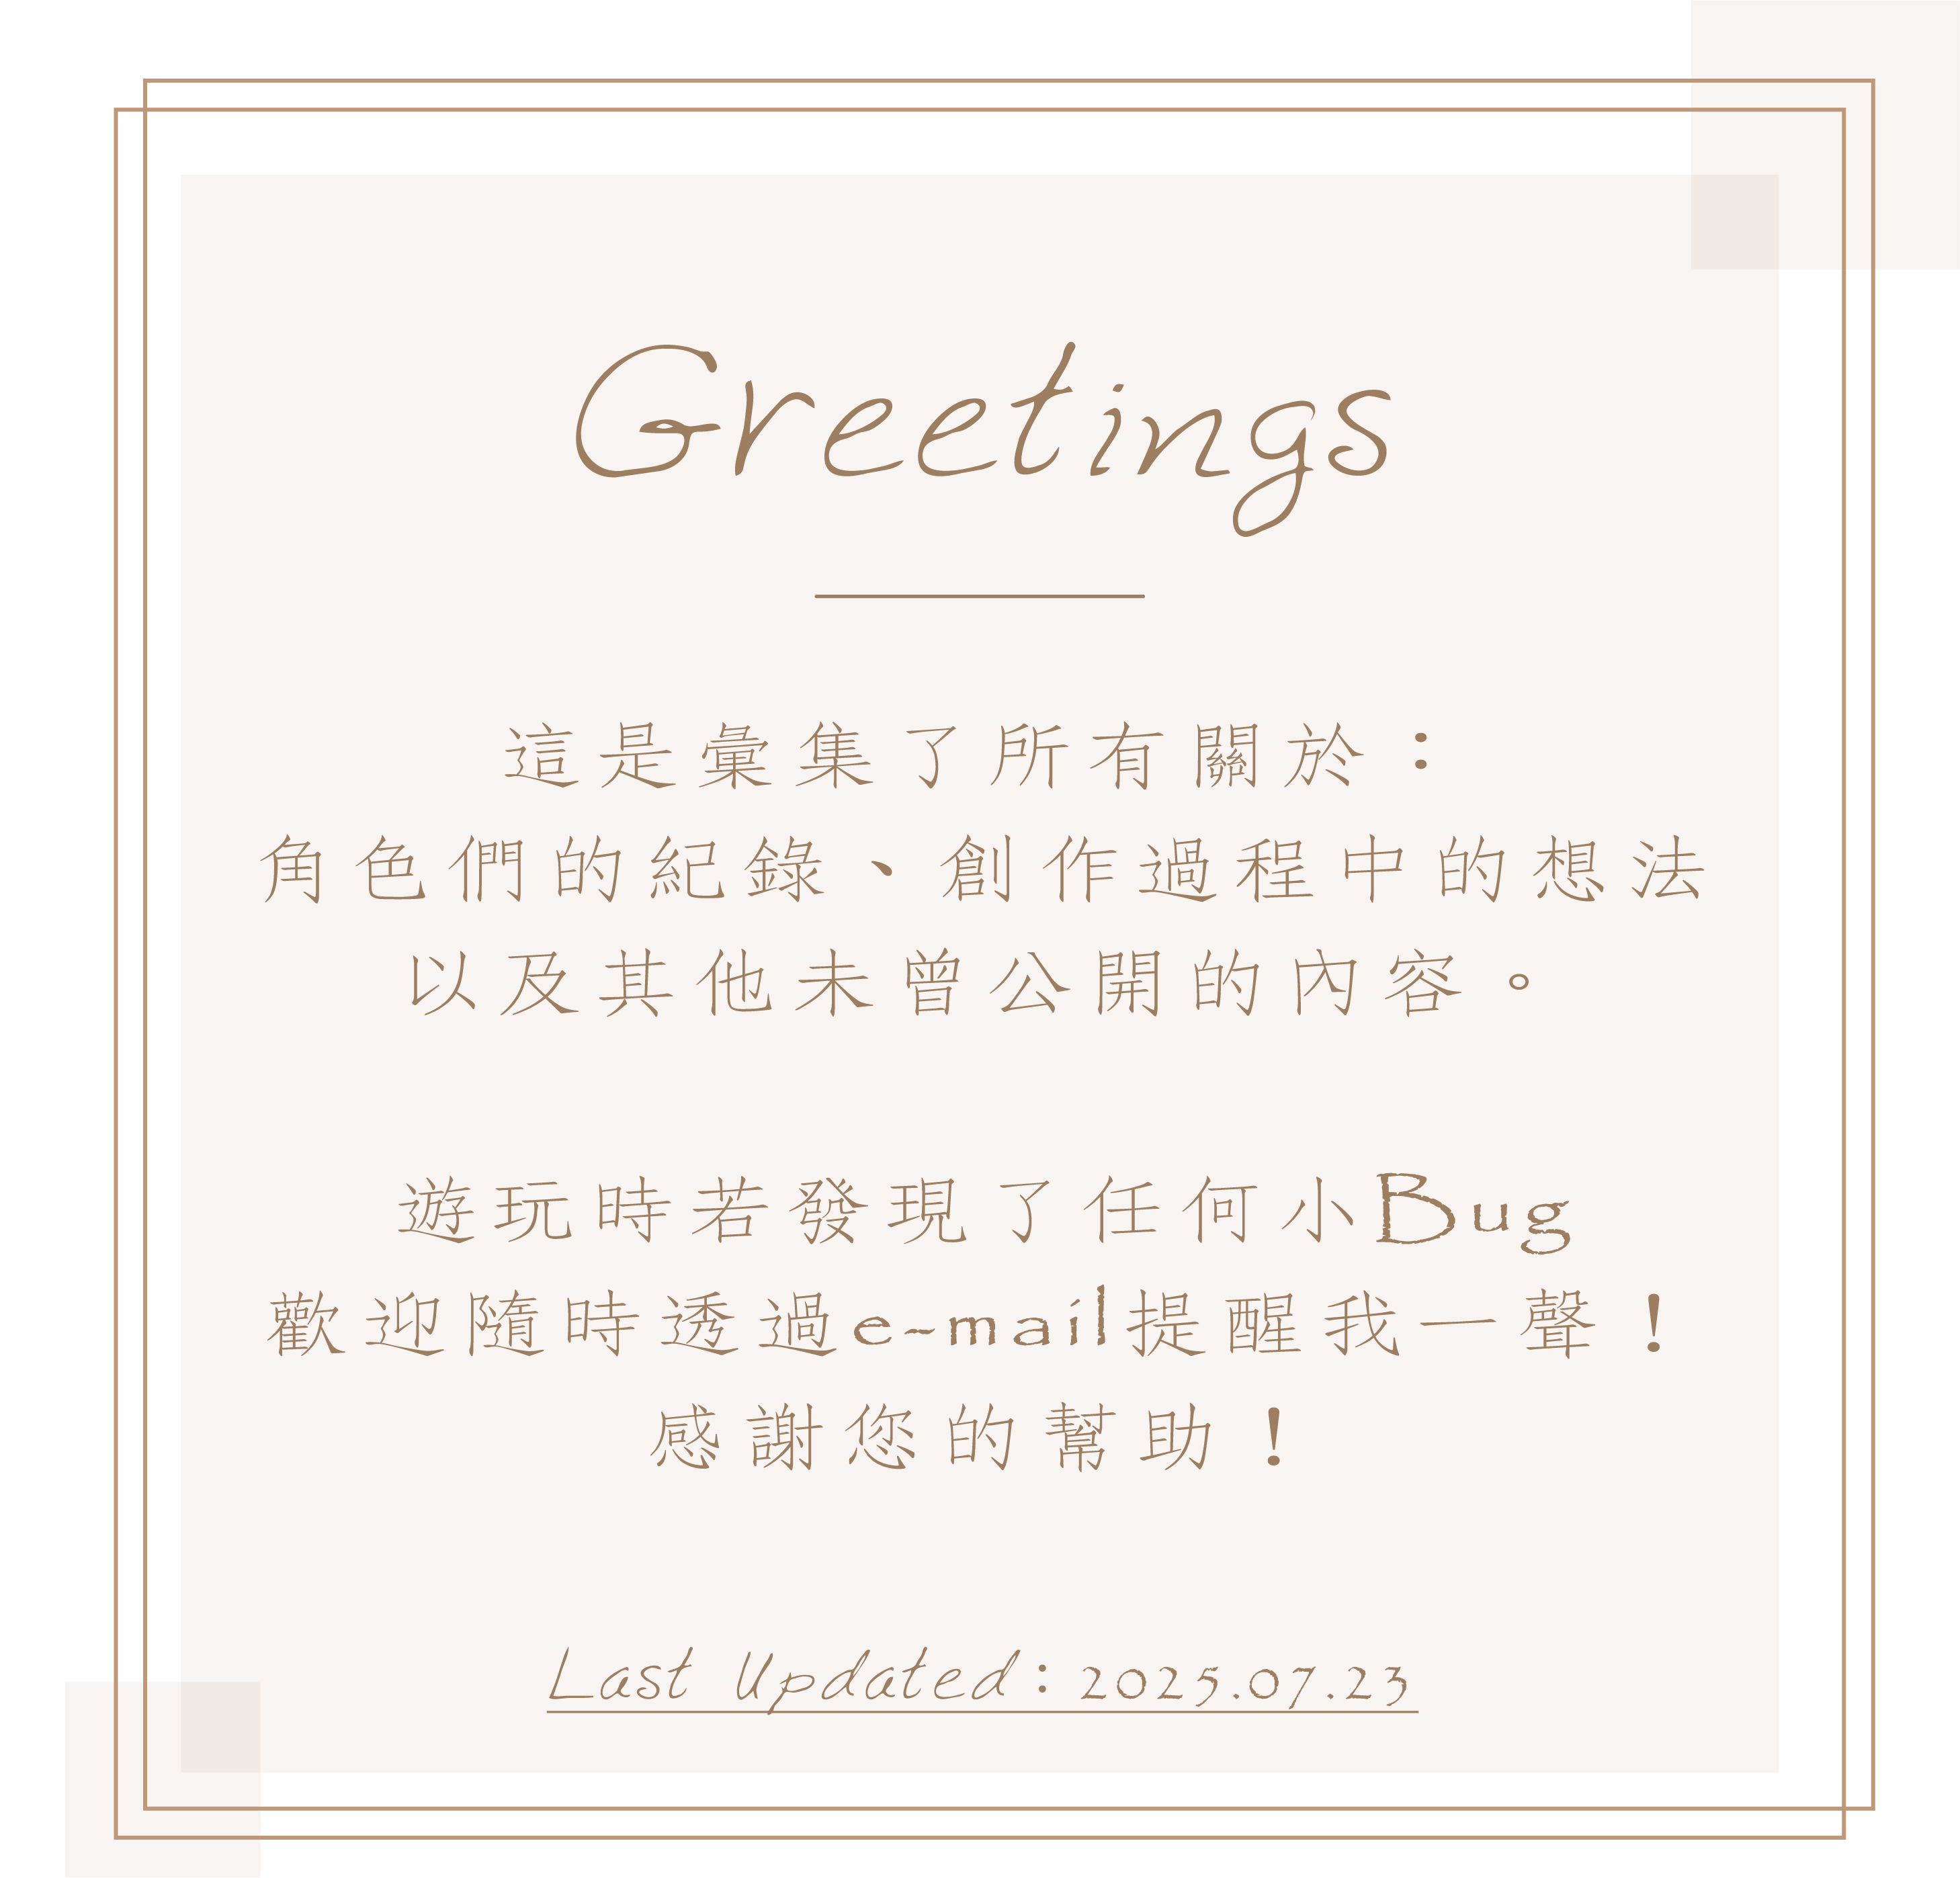 Greetings
這是彙集了所有關於：
角色們的紀錄、創作過程中的想法
以及其他未曾公開的內容。
遊玩時若發現了任何小Bug
歡迎隨時透過e-mail提醒我一聲！
感謝您的幫助！
Last Updated：2025.07.23